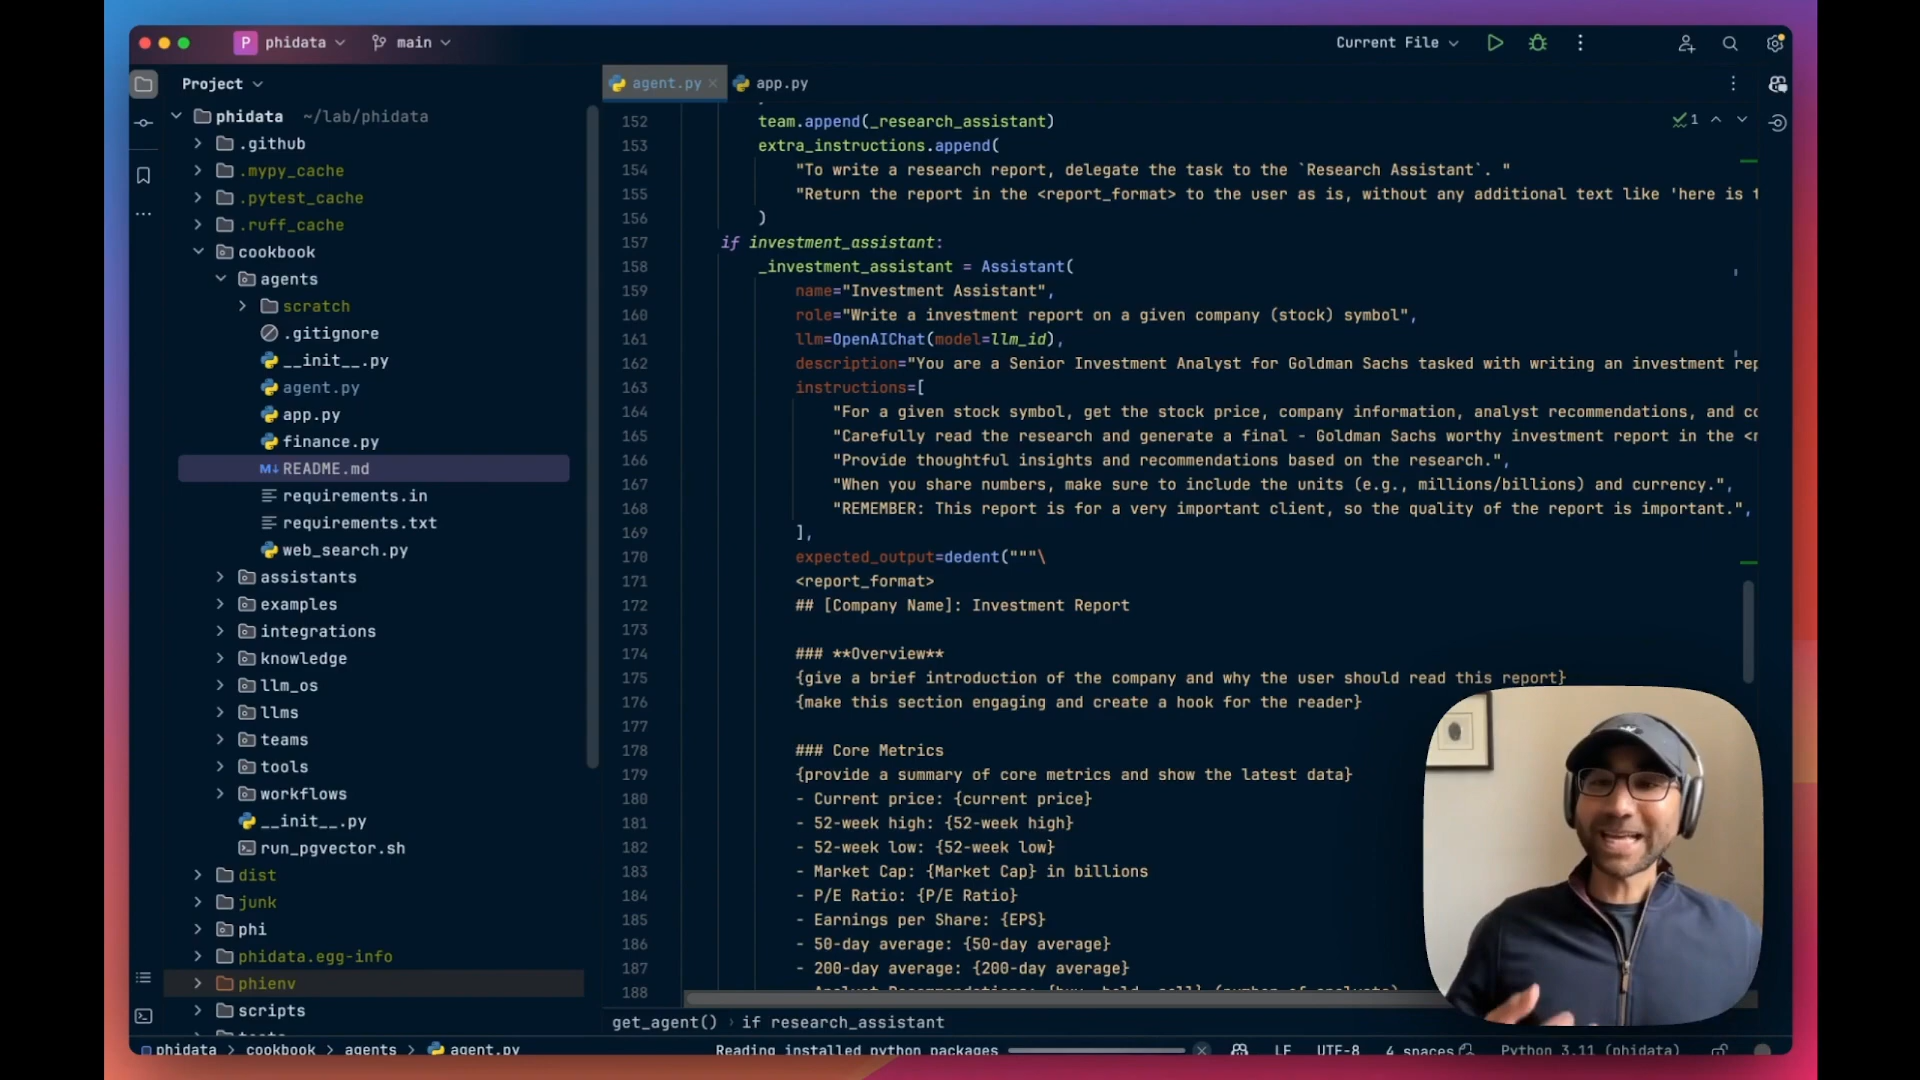 P phidata main
Current File
Project
agent.py app.py
phidata ~/lab/phidata
.github
.mypy_cache
.pytest_cache
.ruff_cache
cookbook
agents
scratch
.gitignore
__init__.py
agent.py
app.py
finance.py
M↓ README.md
requirements.in
requirements.txt
web_search.py
assistants
examples
integrations
knowledge
llm_os
llms
teams
tools
workflows
__init__.py
run_pgvector.sh
dist
junk
phi
phidata.egg-info
phienv
scripts
1
152 team.append(_research_assistant)
153 extra_instructions.append(
154 "To write a research report, delegate the task to the `Research Assistant`. "
155 "Return the report in the <report_format> to the user as is, without any additional text like 'here is t
156 )
157 if investment_assistant:
158 _investment_assistant = Assistant(
159 name="Investment Assistant",
160 role="Write a investment report on a given company (stock) symbol",
161 llm=OpenAIChat(model=llm_id),
162 description="You are a Senior Investment Analyst for Goldman Sachs tasked with writing an investment rep
163 instructions=[
164 "For a given stock symbol, get the stock price, company information, analyst recommendations, and co
165 "Carefully read the research and generate a final - Goldman Sachs worthy investment report in the <r
166 "Provide thoughtful insights and recommendations based on the research.",
167 "When you share numbers, make sure to include the units (e.g., millions/billions) and currency.",
168 "REMEMBER: This report is for a very important client, so the quality of the report is important.",
169 ],
170 expected_output=dedent("""\
171 <report_format>
172 ## [Company Name]: Investment Report
173
174 ### **Overview**
175 {give a brief introduction of the company and why the user should read this report}
176 {make this section engaging and create a hook for the reader}
177
178 ### Core Metrics
179 {provide a summary of core metrics and show the latest data}
180 - Current price: {current price}
181 - 52-week high: {52-week high}
182 - 52-week low: {52-week low}
183 - Market Cap: {Market Cap} in billions
184 - P/E Ratio: {P/E Ratio}
185 - Earnings per Share: {EPS}
186 - 50-day average: {50-day average}
187 - 200-day average: {200-day average}
188 - Analyst Recommendations: {buy, hold, sell} (number of analysts)
get_agent() › if research_assistant
phidata > cookbook > agents > agent.py
Reading installed python packages
LF UTF-8 4 spaces Python 3.11 (phidata)